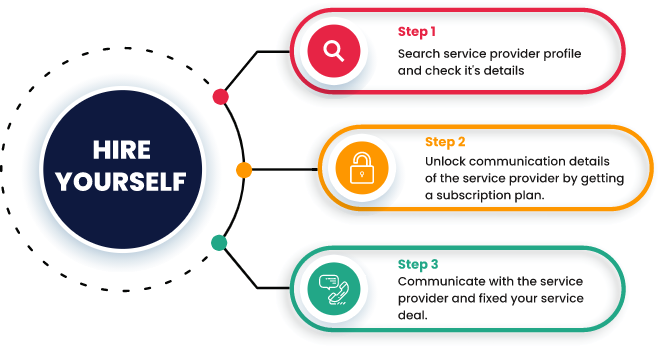 HIRE
YOURSELF
Step 1
Search service provider profile
and check it's details
Step 2
Unlock communication details
of the service provider by getting
a subscription plan.
Step 3
Communicate with the service
provider and fixed your service
deal.